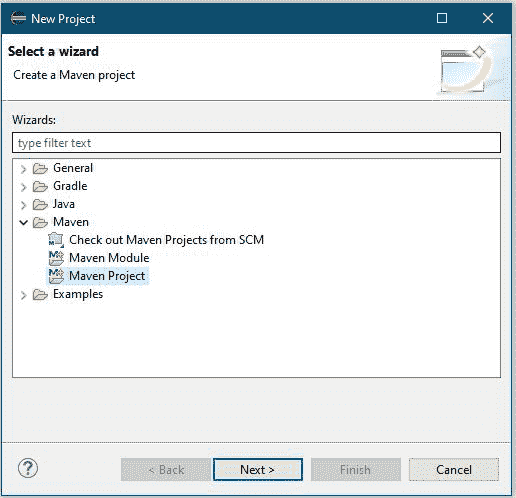 New Project
Select a wizard
Create a Maven project
Wizards:
type filter text
General
Gradle
Java
Maven
Check out Maven Projects from SCM
Maven Module
Maven Project
Examples
?
< Back
Next >
Finish
Cancel